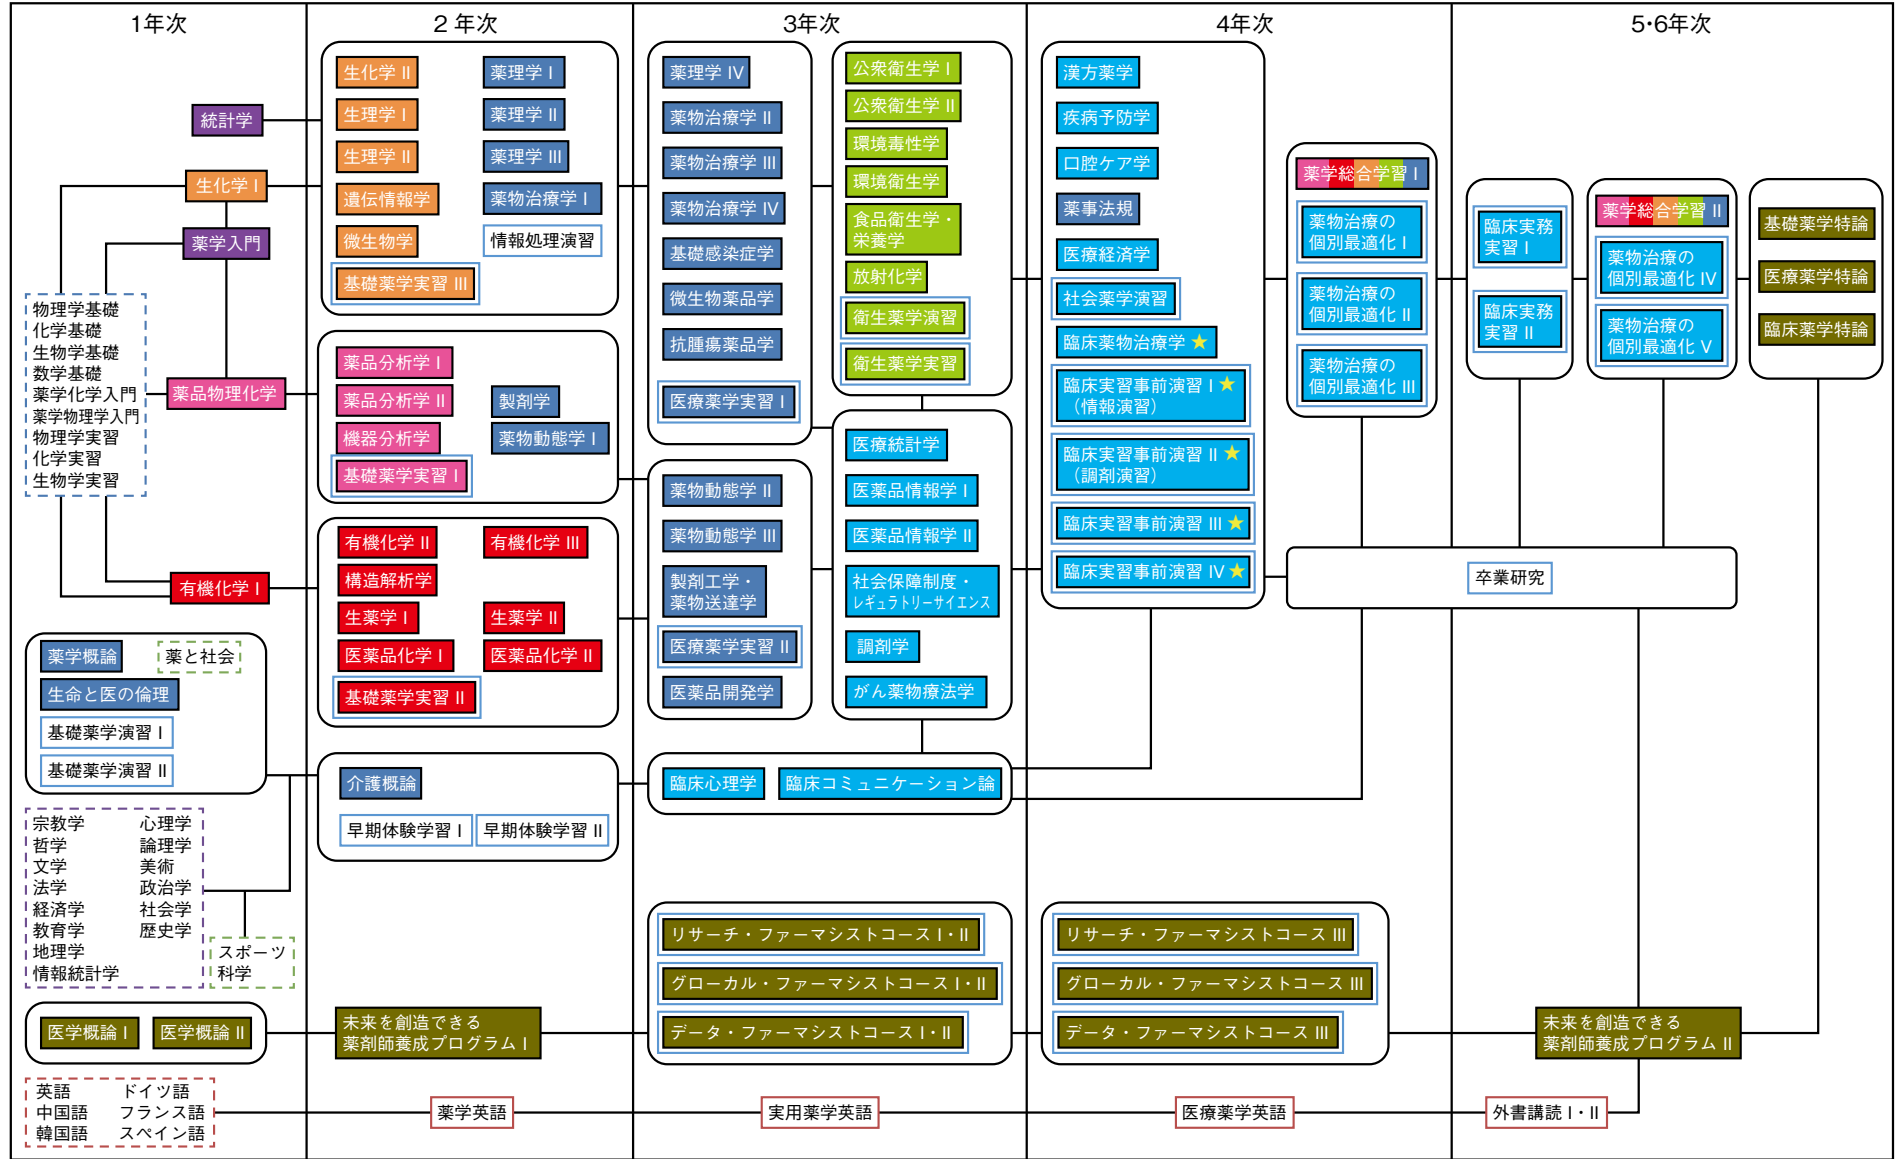 1年次
2 年次
3年次
4年次
5・6年次
統計学
生化学 I
薬学入門
物理学基礎
化学基礎
生物学基礎
数学基礎
薬学化学入門
薬学物理学入門
物理学実習
化学実習
生物学実習
薬品物理化学
有機化学 I
薬学概論
薬と社会
生命と医の倫理
基礎薬学演習 I
基礎薬学演習 II
宗教学
哲学
文学
法学
経済学
教育学
地理学
情報統計学
心理学
論理学
美術
政治学
社会学
歴史学
スポーツ
科学
医学概論 I
医学概論 II
英語
中国語
韓国語
ドイツ語
フランス語
スペイン語
生化学 II
生理学 I
生理学 II
遺伝情報学
微生物学
基礎薬学実習 III
薬理学 I
薬理学 II
薬理学 III
薬物治療学 I
情報処理演習
薬品分析学 I
薬品分析学 II
機器分析学
基礎薬学実習 I
製剤学
薬物動態学 I
有機化学 II
有機化学 III
構造解析学
生薬学 I
生薬学 II
医薬品化学 I
医薬品化学 II
基礎薬学実習 II
介護概論
早期体験学習 I
早期体験学習 II
未来を創造できる
薬剤師養成プログラム I
薬学英語
薬理学 IV
薬物治療学 II
薬物治療学 III
薬物治療学 IV
基礎感染症学
微生物薬品学
抗腫瘍薬品学
医療薬学実習 I
公衆衛生学 I
公衆衛生学 II
環境毒性学
環境衛生学
食品衛生学・
栄養学
放射化学
衛生薬学演習
衛生薬学実習
薬物動態学 II
薬物動態学 III
製剤工学・
薬物送達学
医療薬学実習 II
医薬品開発学
医療統計学
医薬品情報学 I
医薬品情報学 II
社会保障制度・
レギュラトリーサイエンス
調剤学
がん薬物療法学
臨床心理学
臨床コミュニケーション論
リサーチ・ファーマシストコース I・II
グローカル・ファーマシストコース I・II
データ・ファーマシストコース I・II
実用薬学英語
漢方薬学
疾病予防学
口腔ケア学
薬事法規
医療経済学
社会薬学演習
臨床薬物治療学 ★
臨床実習事前演習 I ★
（情報演習）
臨床実習事前演習 II ★
（調剤演習）
臨床実習事前演習 III ★
臨床実習事前演習 IV ★
薬学総合学習 I
薬物治療の
個別最適化 I
薬物治療の
個別最適化 II
薬物治療の
個別最適化 III
リサーチ・ファーマシストコース III
グローカル・ファーマシストコース III
データ・ファーマシストコース III
医療薬学英語
臨床実務
実習 I
臨床実務
実習 II
薬学総合学習 II
薬物治療の
個別最適化 IV
薬物治療の
個別最適化 V
基礎薬学特論
医療薬学特論
臨床薬学特論
卒業研究
未来を創造できる
薬剤師養成プログラム II
外書講読 I・II